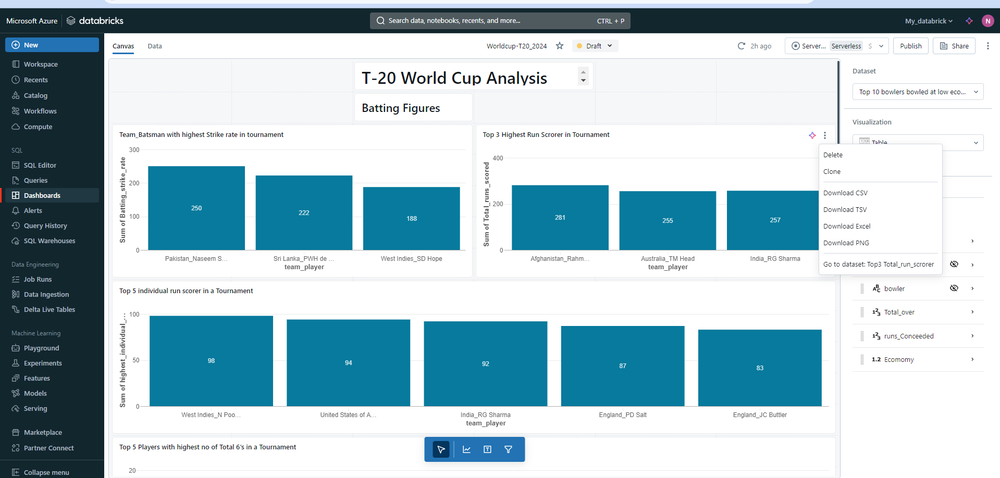 Microsoft Azure
databricks
Search data, notebooks, recents, and more...
CTRL + P
My_databrick
N
New
Workspace
Recents
Catalog
Workflows
Compute
SQL
SQL Editor
Queries
Dashboards
Alerts
Query History
SQL Warehouses
Data Engineering
Job Runs
Data Ingestion
Delta Live Tables
Machine Learning
Playground
Experiments
Features
Models
Serving
Marketplace
Partner Connect
Collapse menu
Canvas
Data
Worldcup-T20_2024
Draft
2h ago
Server...
Serverless
S
Publish
Share
T-20 World Cup Analysis
Batting Figures
Team_Batsman with highest Strike rate in tournament
Sum of Batting_strike_rate
300
200
100
0
250
222
188
Pakistan_Naseem S...
Sri Lanka_PWH de ...
West Indies_SD Hope
team_player
Top 3 Highest Run Scrorer in Tournament
Sum of Total_runs_scored
400
200
0
281
255
257
Afghanistan_Rahm...
Australia_TM Head
India_RG Sharma
team_player
Top 5 individual run scorer in a Tournament
Sum of highest_individual_...
100
50
0
98
94
92
87
83
West Indies_N Poo...
United States of A...
India_RG Sharma
England_PD Salt
England_JC Buttler
team_player
Top 5 Players with highest no of Total 6's in a Tournament
20
Dataset
Top 10 bowlers bowled at low eco...
Visualization
Table
Delete
Clone
Download CSV
Download TSV
Download Excel
Download PNG
Go to dataset: Top3 Total_run_scrorer
bowler
Total_over
runs_Conceeded
1.2 Ecomomy